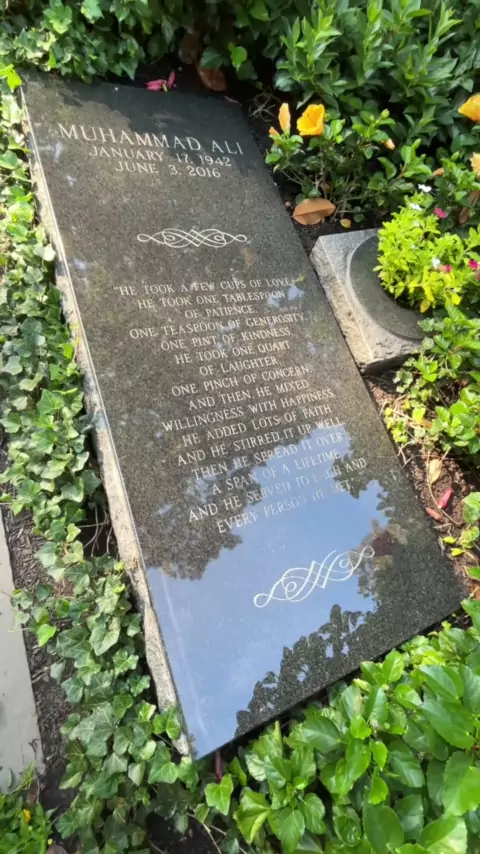 MUHAMMAD ALI
JANUARY 17, 1942
JUNE 3, 2016
"HE TOOK A FEW CUPS OF LOVE.
HE TOOK ONE TABLESPOON
OF PATIENCE,
ONE TEASPOON OF GENEROSITY,
ONE PINT OF KINDNESS.
HE TOOK ONE QUART
OF LAUGHTER,
ONE PINCH OF CONCERN.
AND THEN, HE MIXED
WILLINGNESS WITH HAPPINESS.
HE ADDED LOTS OF FAITH
AND HE STIRRED IT UP WELL.
THEN HE SPREAD IT OVER
A SPAN OF A LIFETIME
AND HE SERVED TO EACH AND
EVERY PERSON HE MET."